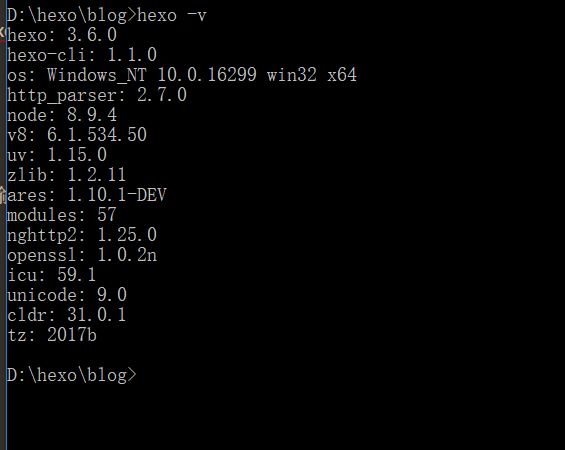 D:\hexo\blog>hexo -v
hexo: 3.6.0
hexo-cli: 1.1.0
os: Windows_NT 10.0.16299 win32 x64
http_parser: 2.7.0
node: 8.9.4
v8: 6.1.534.50
uv: 1.15.0
zlib: 1.2.11
ares: 1.10.1-DEV
modules: 57
nghttp2: 1.25.0
openssl: 1.0.2n
icu: 59.1
unicode: 9.0
cldr: 31.0.1
tz: 2017b
D:\hexo\blog>